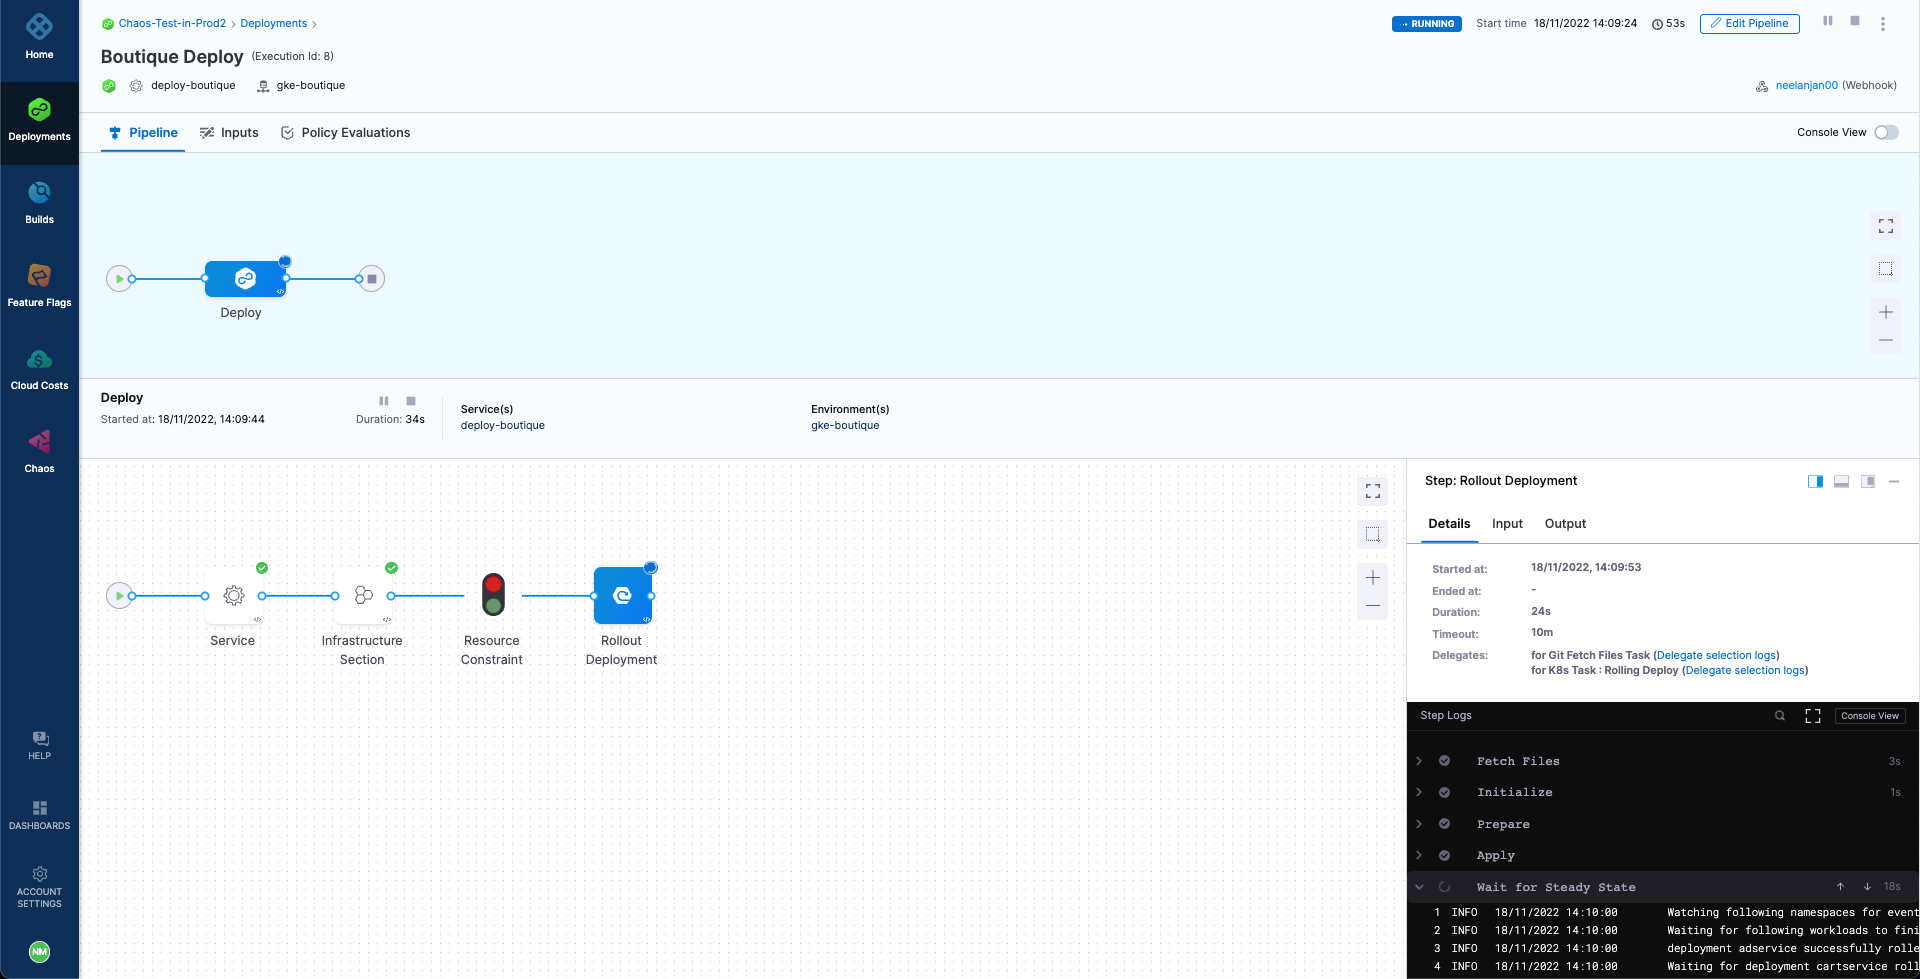 Home
Deployments
Builds
Feature Flags
Cloud Costs
Chaos
HELP
DASHBOARDS
ACCOUNT
SETTINGS
NM
Chaos-Test-in-Prod2 > Deployments >
RUNNING Start time 18/11/2022 14:09:24 53s Edit Pipeline
Boutique Deploy (Execution Id: 8)
deploy-boutique gke-boutique
neelanjan00 (Webhook)
Pipeline Inputs Policy Evaluations
Console View
Deploy
Deploy
Started at: 18/11/2022, 14:09:44 Duration: 34s
Service(s)
deploy-boutique
Environment(s)
gke-boutique
Service
Infrastructure
Section
Resource
Constraint
Rollout
Deployment
Step: Rollout Deployment
Details Input Output
Started at: 18/11/2022, 14:09:53
Ended at: -
Duration: 24s
Timeout: 10m
Delegates: for Git Fetch Files Task (Delegate selection logs)
for K8s Task : Rolling Deploy (Delegate selection logs)
Step Logs Console View
Fetch Files 3s
Initialize 1s
Prepare
Apply
Wait for Steady State 18s
1 INFO 18/11/2022 14:10:00 Watching following namespaces for event
2 INFO 18/11/2022 14:10:00 Waiting for following workloads to fini
3 INFO 18/11/2022 14:10:00 deployment adservice successfully rolle
4 INFO 18/11/2022 14:10:00 Waiting for deployment cartservice roll